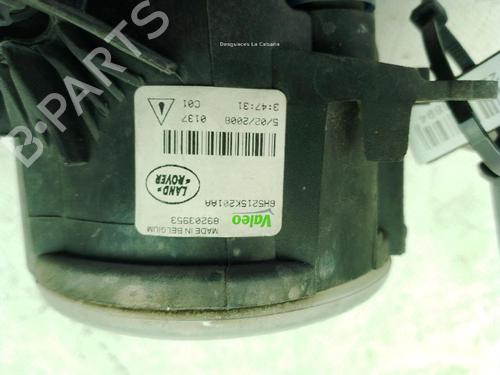 Desguaces La Cabaña
B-PARTS
MADE IN BELGIUM
89203953
Valeo
6H5215K201AA
LAND-
ROVER
0137
C01
5/02/2008
3:47:31